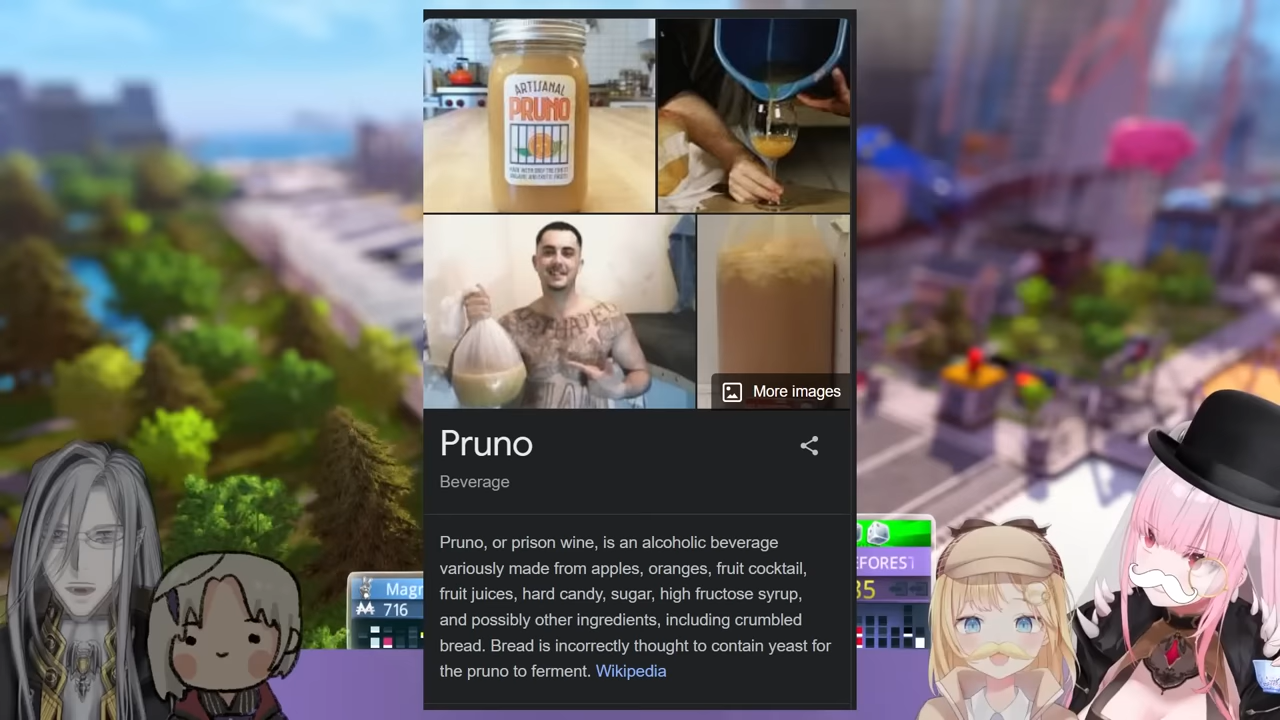 ARTISANAL
PRUNO
More images
Pruno
Beverage
Pruno, or prison wine, is an alcoholic beverage
variously made from apples, oranges, fruit cocktail,
fruit juices, hard candy, sugar, high fructose syrup,
and possibly other ingredients, including crumbled
bread. Bread is incorrectly thought to contain yeast for
the pruno to ferment. Wikipedia
Magn
716
EFOREST
35